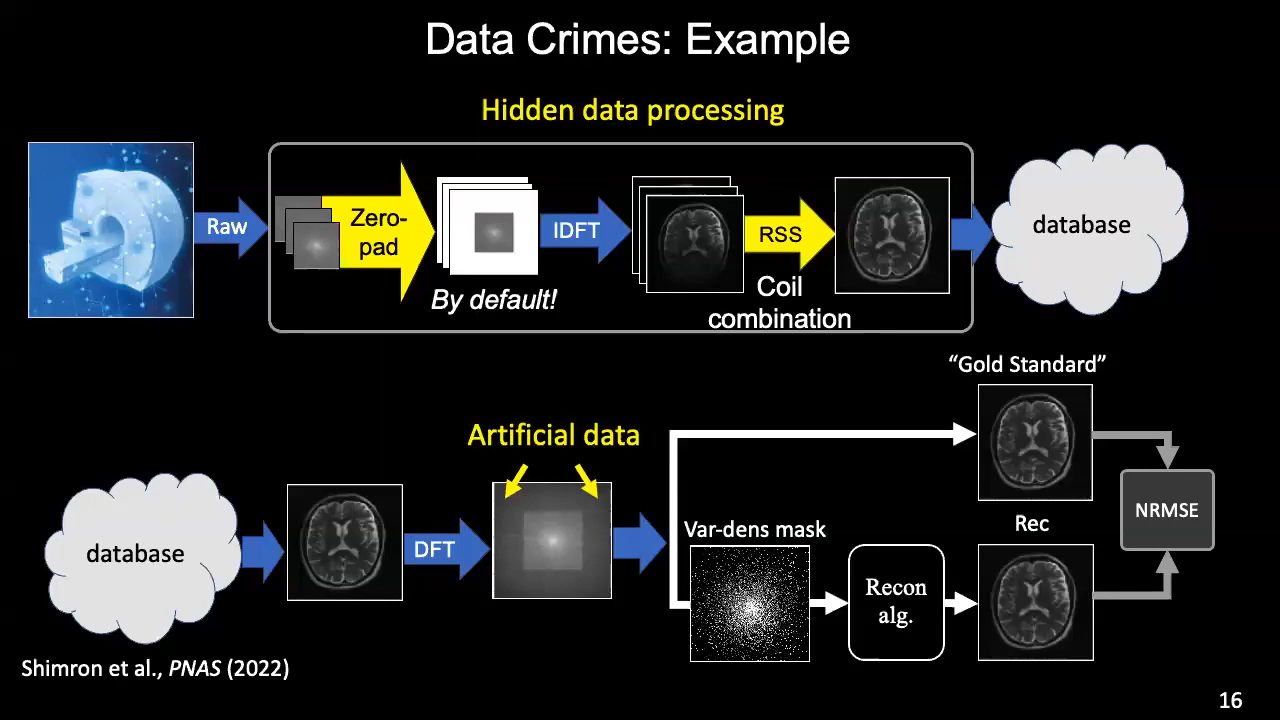 Data Crimes: Example
Hidden data processing
Raw
Zero-
pad
By default!
IDFT
RSS
Coil
combination
database
"Gold Standard"
Artificial data
database
DFT
Var-dens mask
Recon
alg.
Rec
NRMSE
Shimron et al., PNAS (2022)
16